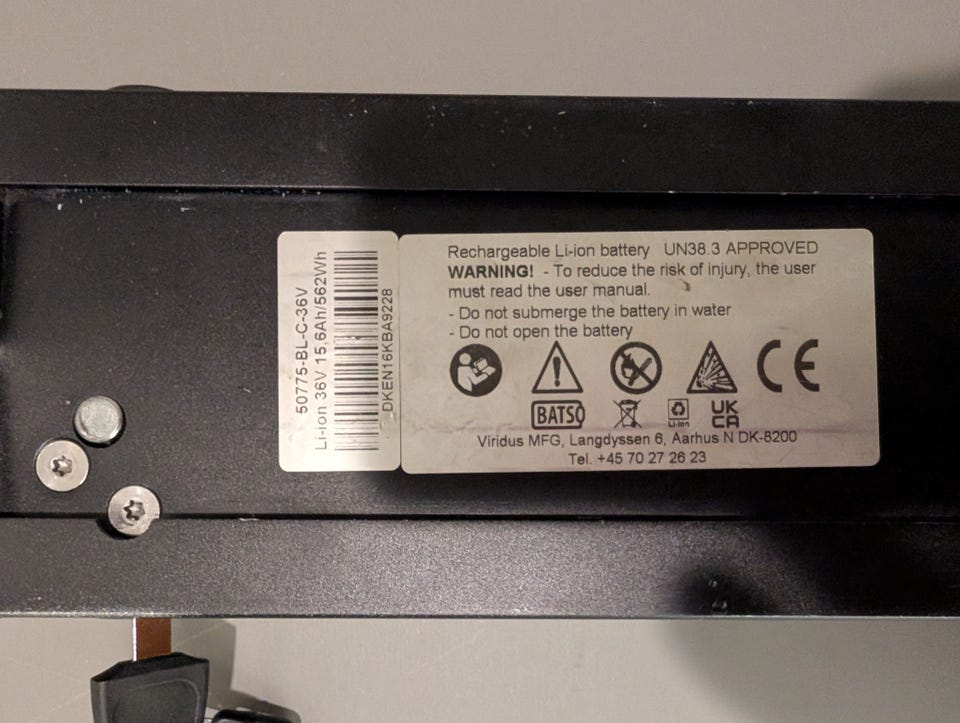 50775-BL-C-36V
Li-ion 36V 15,6Ah/562Wh
DKEN16KBA9228
Rechargeable Li-ion battery UN38.3 APPROVED
WARNING! - To reduce the risk of injury, the user
must read the user manual.
- Do not submerge the battery in water
- Do not open the battery
CE
BATSO
Li-ion
UK
CA
Viridus MFG, Langdyssen 6, Aarhus N DK-8200
Tel. +45 70 27 26 23